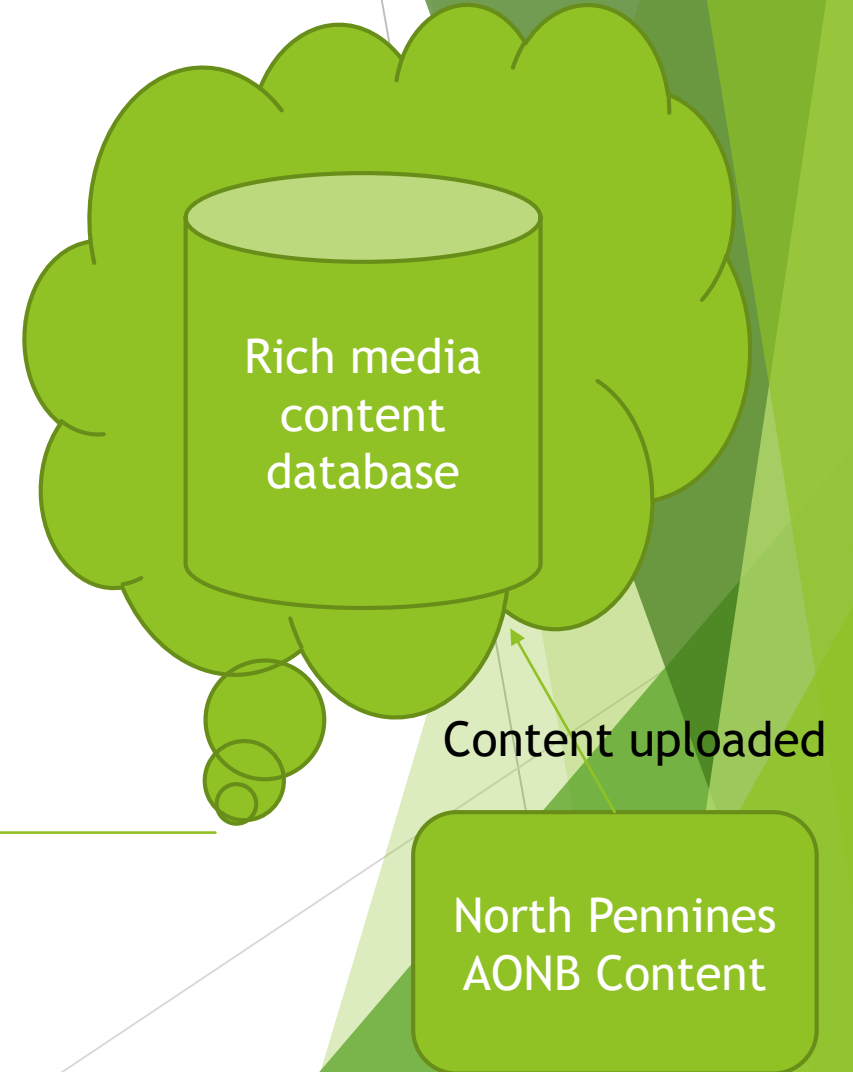 Rich media
content
database
Content uploaded
North Pennines
AONB Content